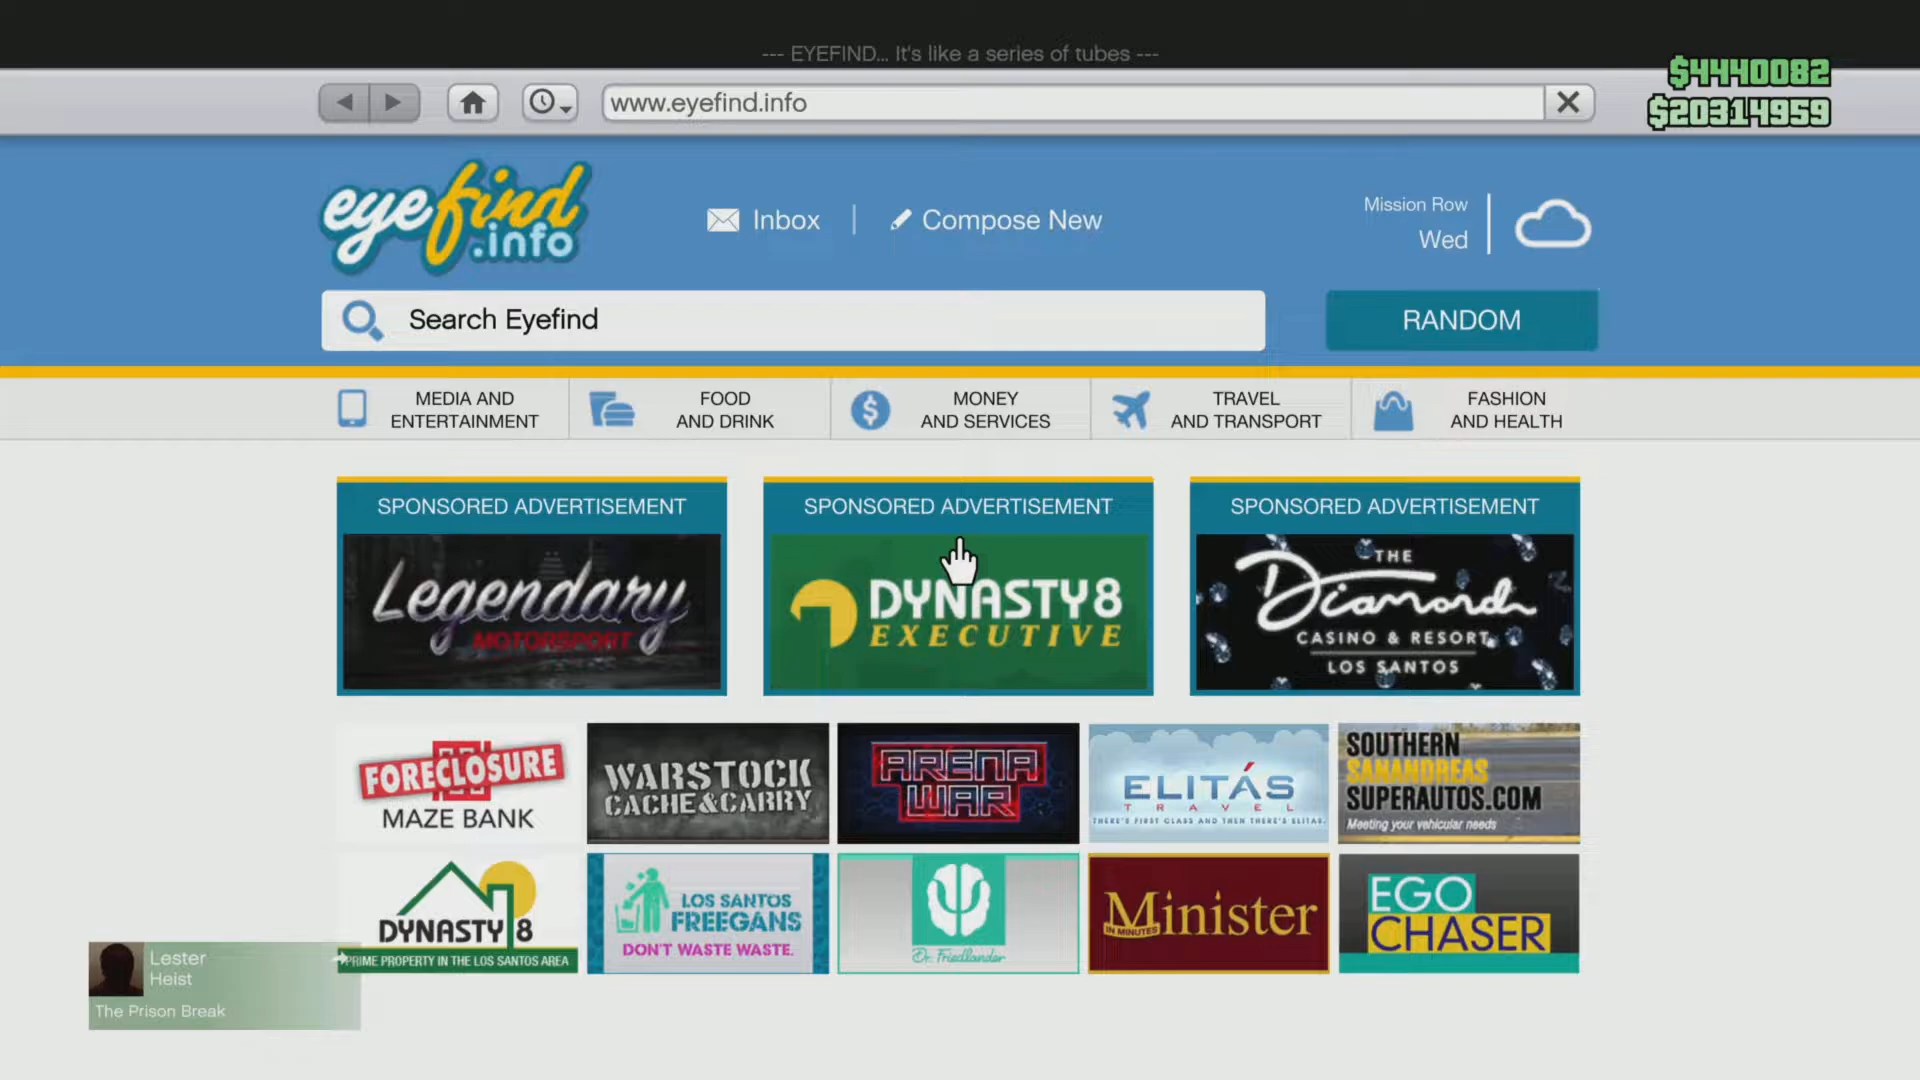 --- EYEFIND... It's like a series of tubes ---
www.eyefind.info
$4440082
$20314959
eyefind
.info
Inbox
Compose New
Mission Row
Wed
Search Eyefind
RANDOM
MEDIA AND
ENTERTAINMENT
FOOD
AND DRINK
MONEY
AND SERVICES
TRAVEL
AND TRANSPORT
FASHION
AND HEALTH
SPONSORED ADVERTISEMENT
Legendary
MOTORSPORT
SPONSORED ADVERTISEMENT
DYNASTY 8
EXECUTIVE
SPONSORED ADVERTISEMENT
THE
Diamond
CASINO & RESORT
LOS SANTOS
FORECLOSURE
MAZE BANK
WARSTOCK
CACHE&CARRY
ARENA
WAR
ELITÁS
TRAVEL
THERE'S FIRST CLASS AND THEN THERE'S ELITAS.
SOUTHERN
SANANDREAS
SUPERAUTOS.COM
Meeting your vehicular needs
DYNASTY 8
PRIME PROPERTY IN THE LOS SANTOS AREA
LOS SANTOS
FREEGANS
DON'T WASTE WASTE.
Dr. Friedlander
Minister
IN MINUTES
EGO
CHASER
Lester
Heist
The Prison Break